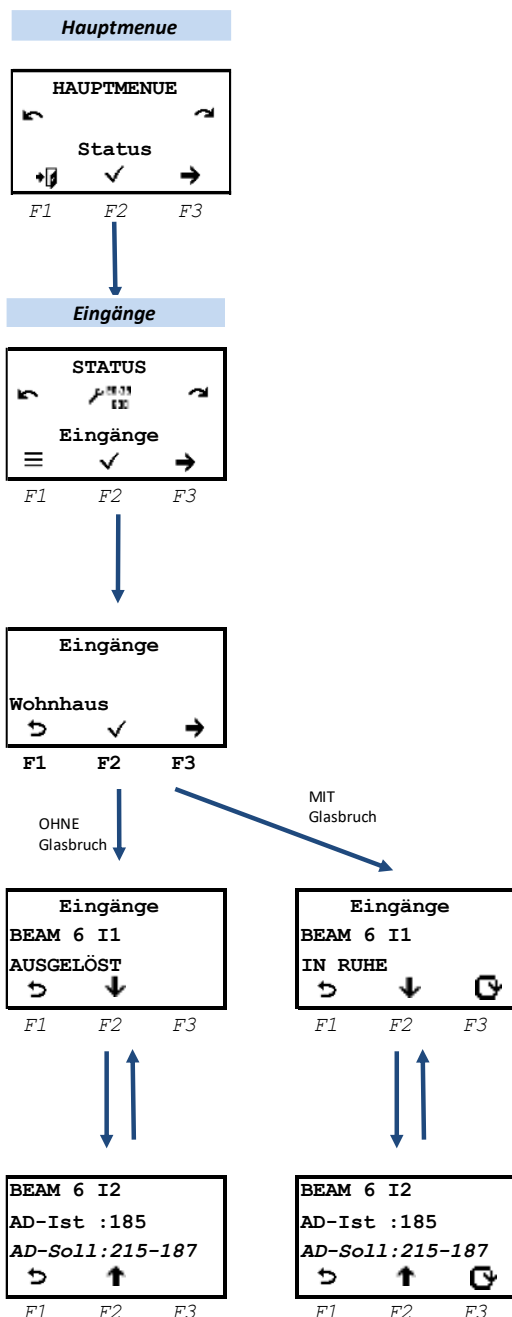 Hauptmenue
HAUPTMENUE
Status
F1 F2 F3
Eingänge
STATUS
Eingänge
F1 F2 F3
Eingänge
Wohnhaus
F1 F2 F3
OHNE
Glasbruch
MIT
Glasbruch
Eingänge
BEAM 6 I1
AUSGELÖST
F1 F2 F3
Eingänge
BEAM 6 I1
IN RUHE
F1 F2 F3
BEAM 6 I2
AD-Ist :185
AD-Soll:215-187
F1 F2 F3
BEAM 6 I2
AD-Ist :185
AD-Soll:215-187
F1 F2 F3